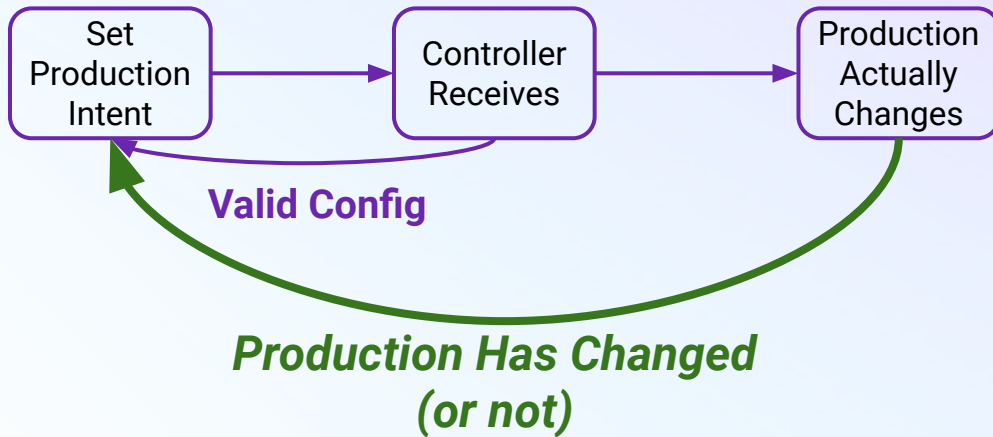 Set
Production
Intent
Controller
Receives
Production
Actually
Changes
Valid Config
Production Has Changed
(or not)